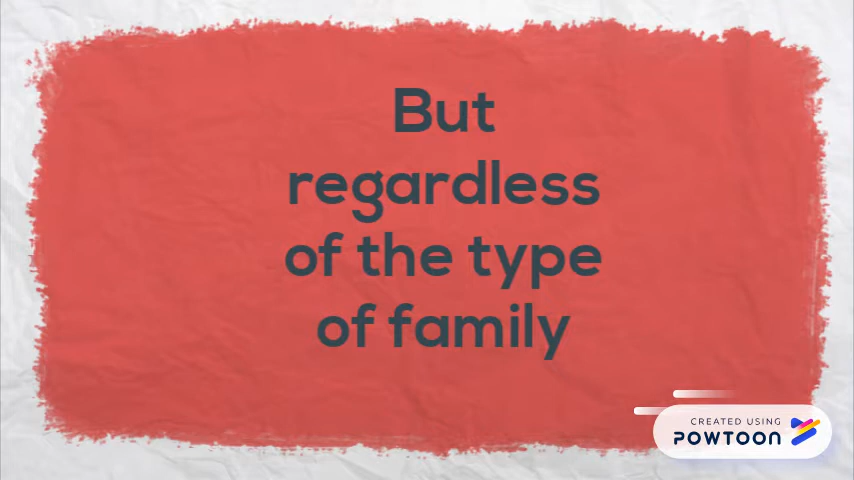 But
regardless
of the type
of family
CREATED USING
POWTOON